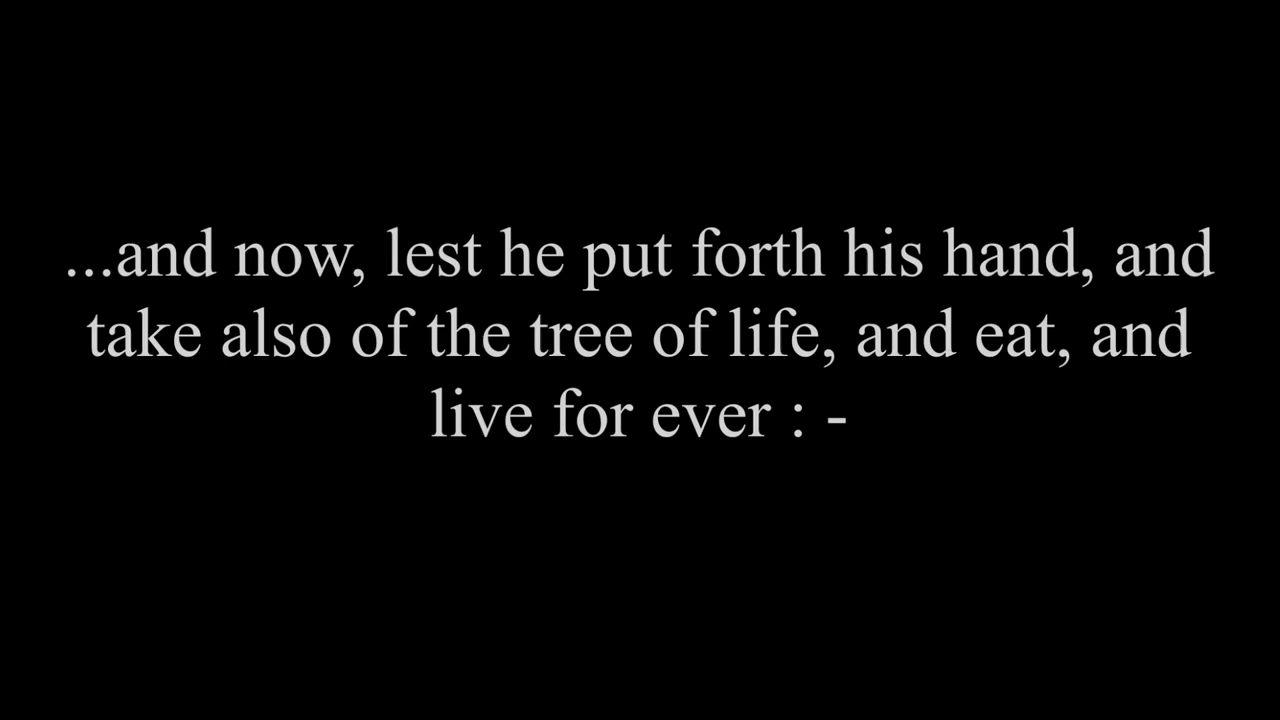 ...and now, lest he put forth his hand, and
take also of the tree of life, and eat, and
live for ever : -